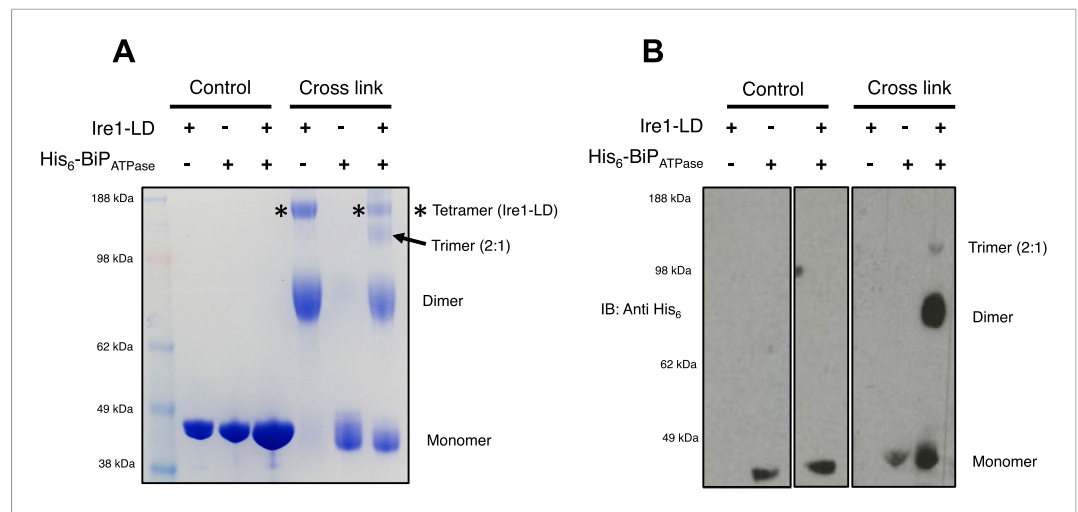 A
Control Cross link
Ire1-LD + - + + - +
His6-BiPATPase - + + - + +
188 kDa
* * * Tetramer (Ire1-LD)
Trimer (2:1)
98 kDa
Dimer
62 kDa
49 kDa
Monomer
38 kDa
B
Control Cross link
Ire1-LD + - + + - +
His6-BiPATPase - + + - + +
188 kDa
Trimer (2:1)
98 kDa
IB: Anti His6
Dimer
62 kDa
49 kDa
Monomer